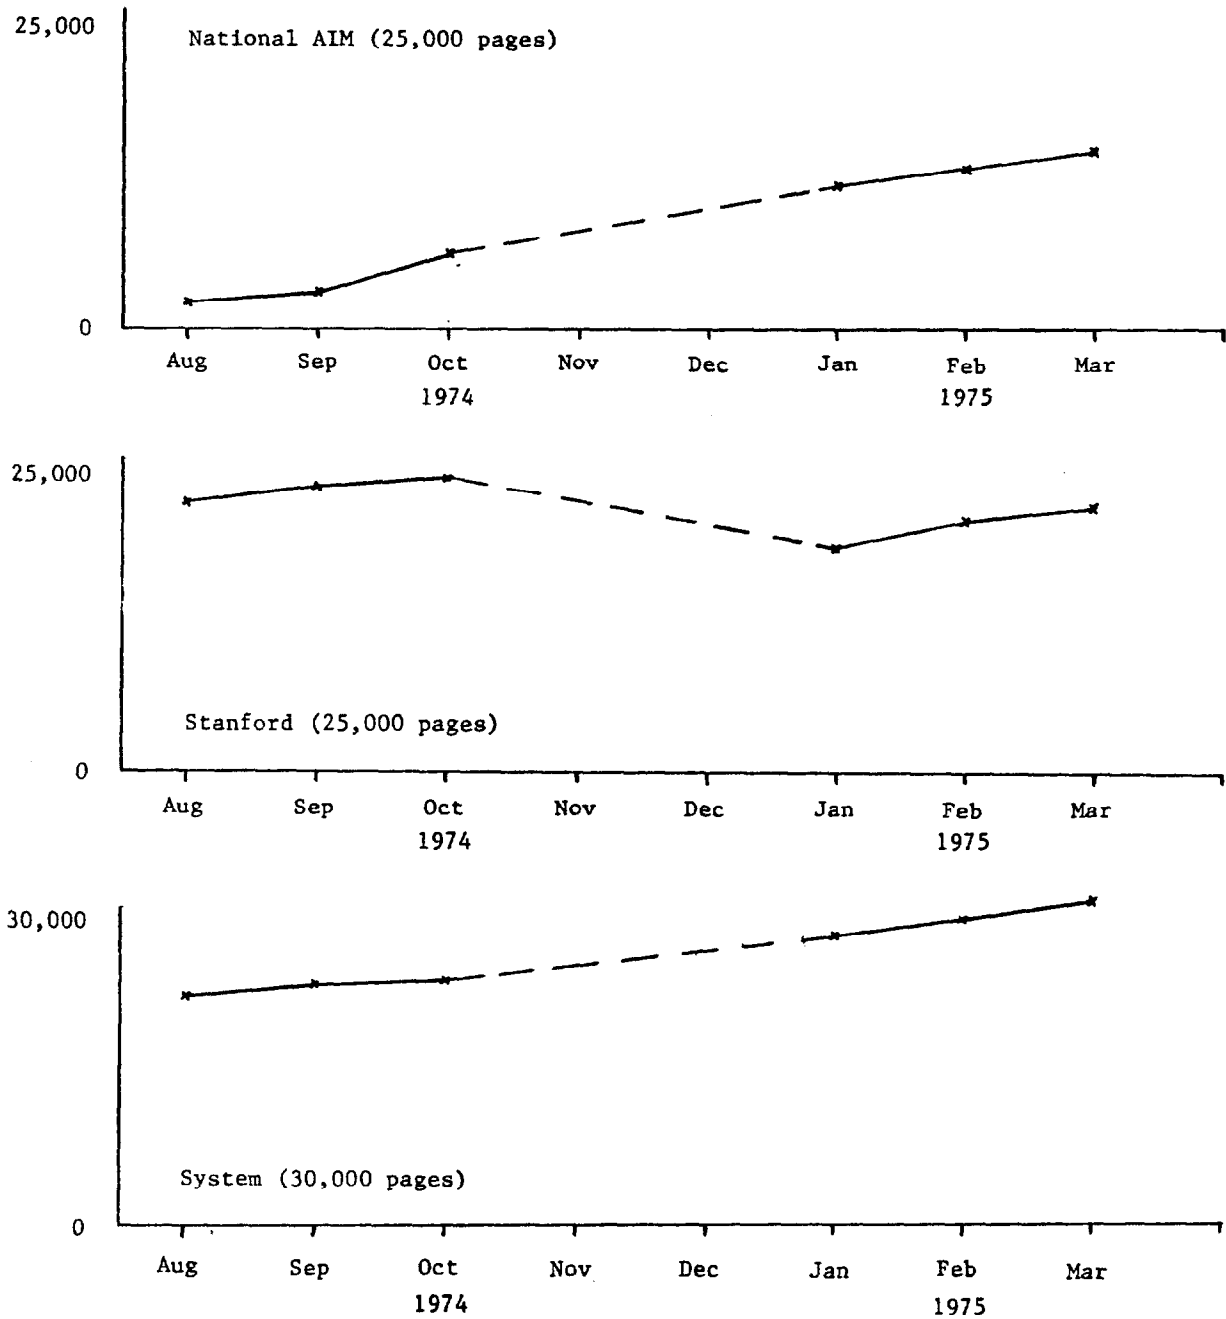 25,000
National AIM (25,000 pages)
0
Aug Sep Oct Nov Dec Jan Feb Mar
1974 1975
25,000
Stanford (25,000 pages)
0
Aug Sep Oct Nov Dec Jan Feb Mar
1974 1975
30,000
System (30,000 pages)
0
Aug Sep Oct Nov Dec Jan Feb Mar
1974 1975